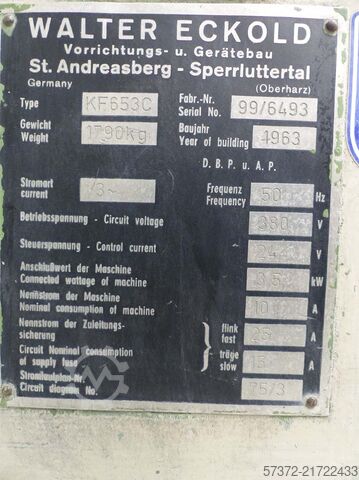 WALTER ECKOLD
Vorrichtungs- u. Gerätebau
St. Andreasberg - Sperrluttertal
Germany (Oberharz)
Type KF653C Fabr.-Nr. Serial No. 99/6493
Gewicht Weight 1790kg Baujahr Year of building 1963
D.B.P u. A.P.
Stromart current /3~ Frequenz Frequency 50 Hz
Betriebsspannung - Circuit voltage 380 V
Steuerspannung - Control current V
Anschlußwert der Maschine
Connected wattage of machine kW
Nennstrom der Maschine
Nominal consumption of machine 10 A
Nennstrom der Zuleitungs- flink
sicherung fast 25 A
Circuit Nominal consumption träge
of supply fuse slow 15 A
Stromlaufplan-Nr.
Circuit diagram No. 75/3
Machineseeker
57372-21722433